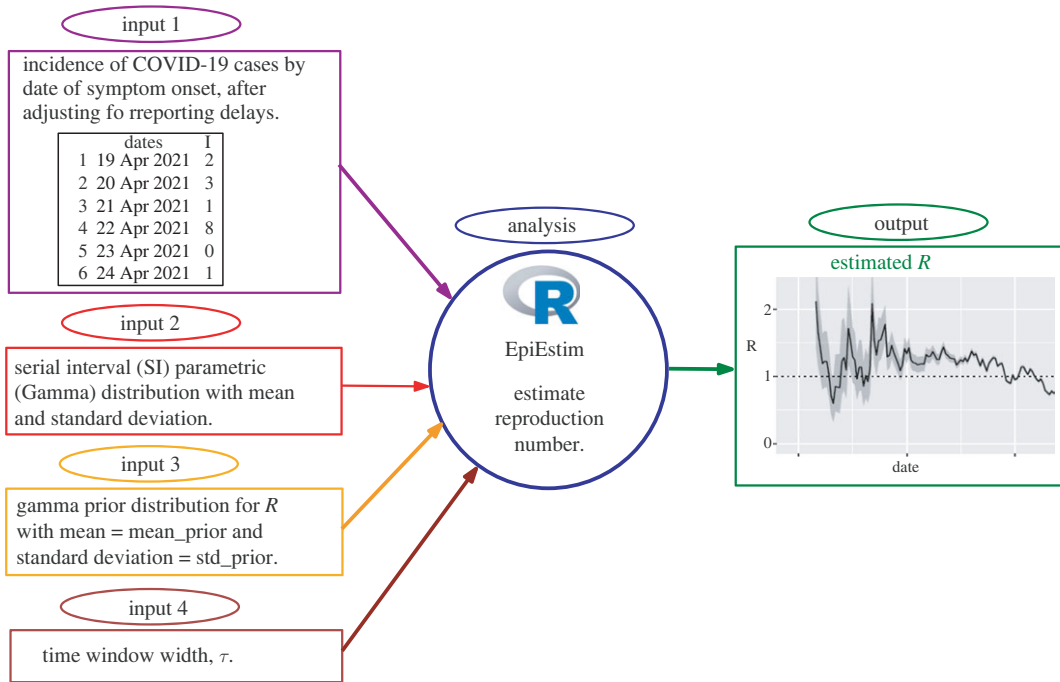 input 1
incidence of COVID-19 cases by
date of symptom onset, after
adjusting fo rreporting delays.
dates I
1 19 Apr 2021 2
2 20 Apr 2021 3
3 21 Apr 2021 1
4 22 Apr 2021 8
5 23 Apr 2021 0
6 24 Apr 2021 1
input 2
serial interval (SI) parametric
(Gamma) distribution with mean
and standard deviation.
input 3
gamma prior distribution for R
with mean = mean_prior and
standard deviation = std_prior.
input 4
time window width, τ.
analysis
R
EpiEstim
estimate
reproduction
number.
output
estimated R
2
R
1
0
date